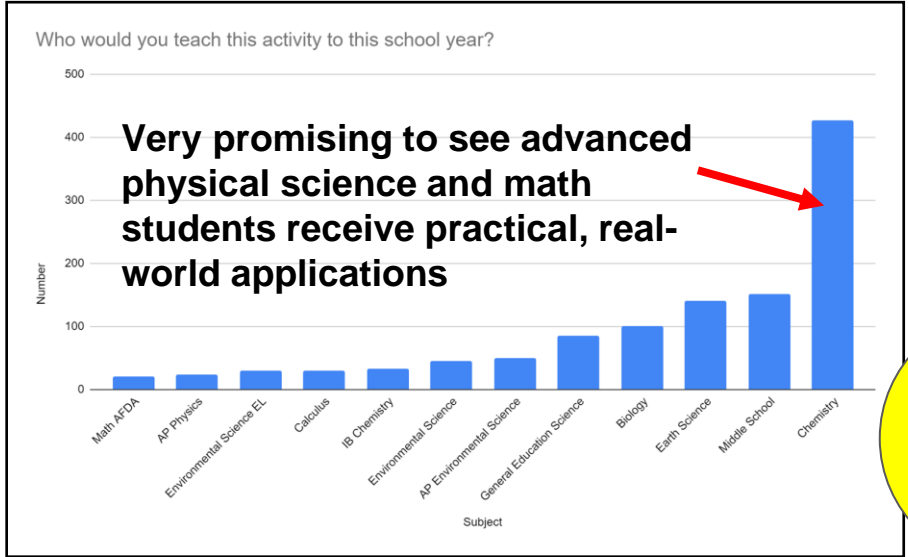 Who would you teach this activity to this school year?
500
400
300
200
100
0
Number
Very promising to see advanced
physical science and math
students receive practical, real-
world applications
Math AFDA
AP Physics
Environmental Science EL
Calculus
IB Chemistry
Environmental Science
AP Environmental Science
General Education Science
Biology
Earth Science
Middle School
Chemistry
Subject